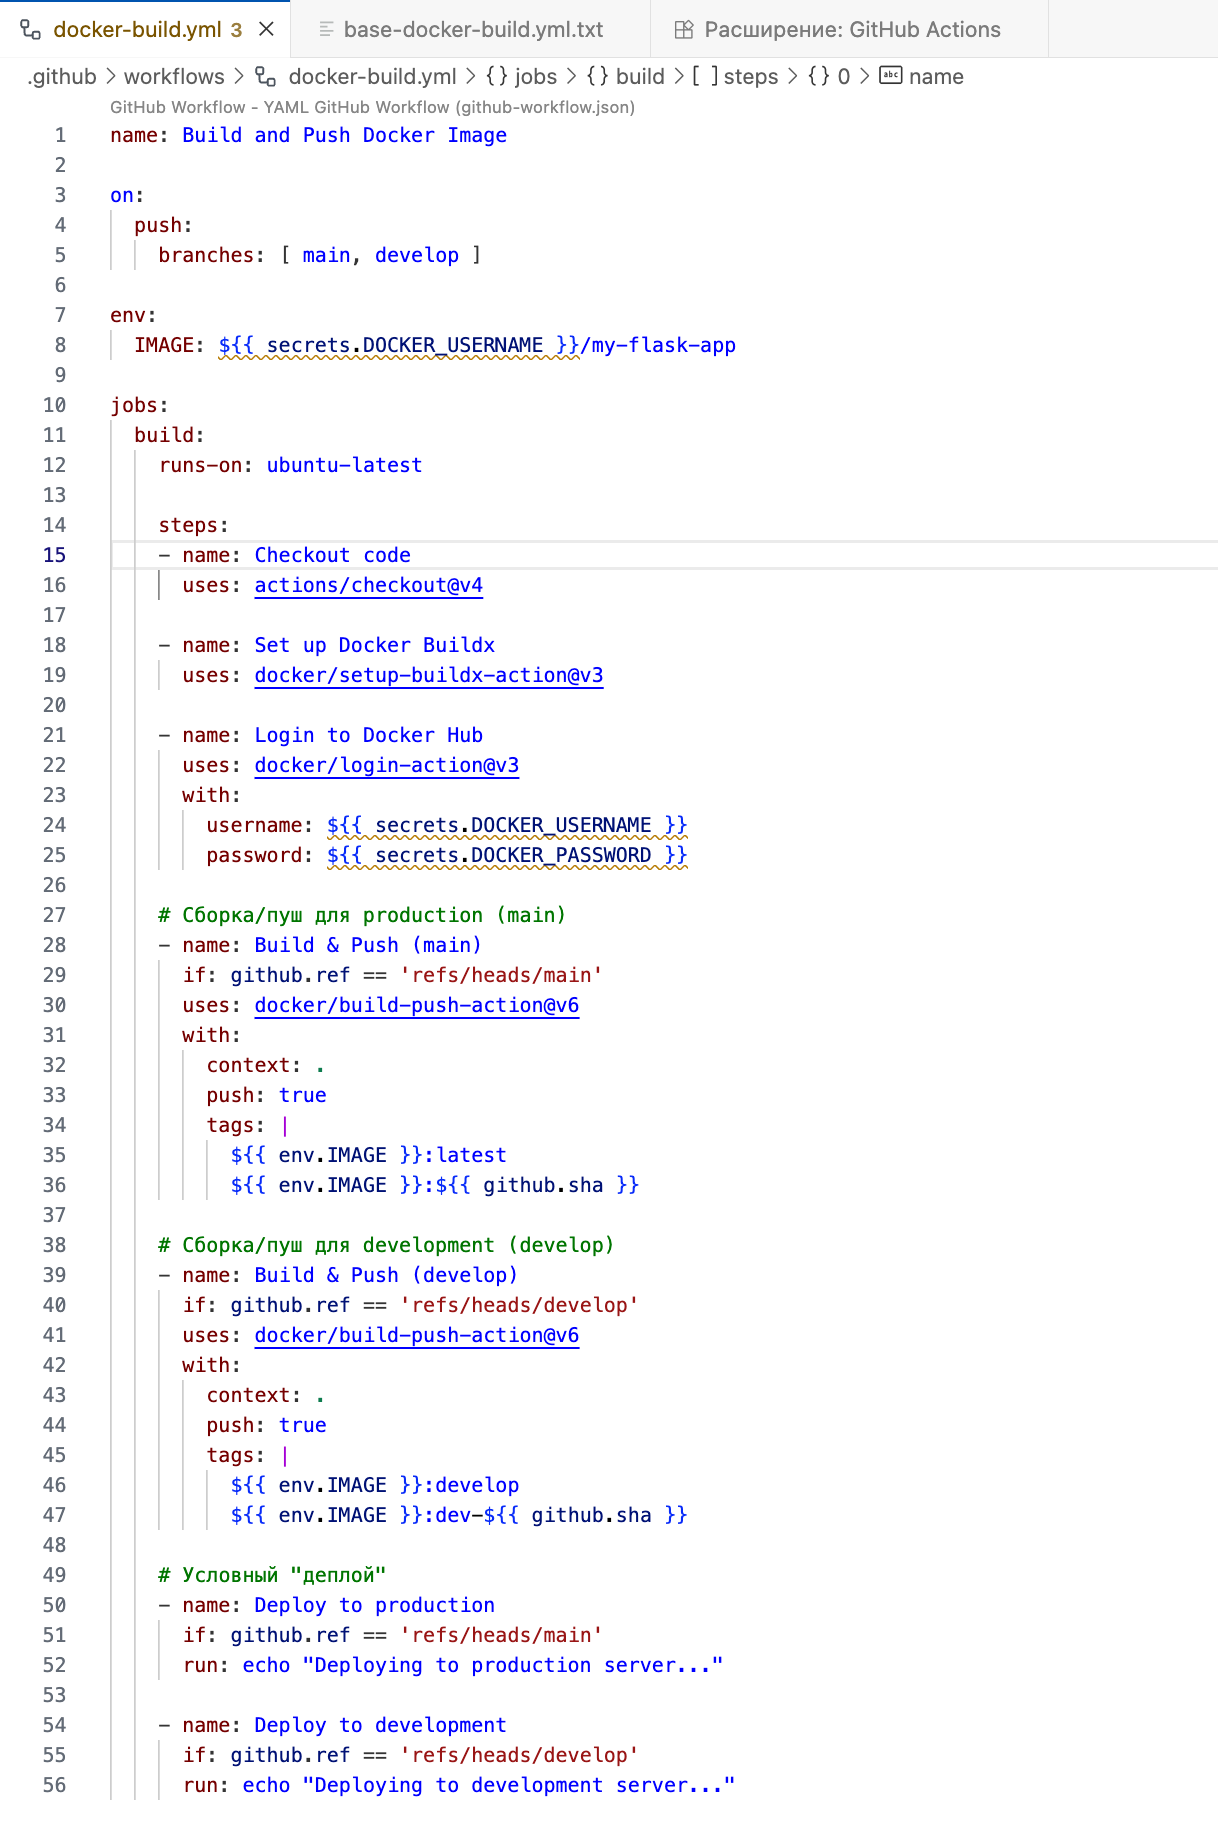 docker-build.yml 3
base-docker-build.yml.txt
Расширение: GitHub Actions
.github > workflows > docker-build.yml > {} jobs > {} build > [ ] steps > {} 0 > abc name
GitHub Workflow - YAML GitHub Workflow (github-workflow.json)
1 name: Build and Push Docker Image
2
3 on:
4   push:
5     branches: [ main, develop ]
6
7 env:
8   IMAGE: ${{ secrets.DOCKER_USERNAME }}/my-flask-app
9
10 jobs:
11   build:
12     runs-on: ubuntu-latest
13
14     steps:
15     - name: Checkout code
16       uses: actions/checkout@v4
17
18     - name: Set up Docker Buildx
19       uses: docker/setup-buildx-action@v3
20
21     - name: Login to Docker Hub
22       uses: docker/login-action@v3
23       with:
24         username: ${{ secrets.DOCKER_USERNAME }}
25         password: ${{ secrets.DOCKER_PASSWORD }}
26
27     # Сборка/пуш для production (main)
28     - name: Build & Push (main)
29       if: github.ref == 'refs/heads/main'
30       uses: docker/build-push-action@v6
31       with:
32         context: .
33         push: true
34         tags: |
35           ${{ env.IMAGE }}:latest
36           ${{ env.IMAGE }}:${{ github.sha }}
37
38     # Сборка/пуш для development (develop)
39     - name: Build & Push (develop)
40       if: github.ref == 'refs/heads/develop'
41       uses: docker/build-push-action@v6
42       with:
43         context: .
44         push: true
45         tags: |
46           ${{ env.IMAGE }}:develop
47           ${{ env.IMAGE }}:dev-${{ github.sha }}
48
49     # Условный "деплой"
50     - name: Deploy to production
51       if: github.ref == 'refs/heads/main'
52       run: echo "Deploying to production server..."
53
54     - name: Deploy to development
55       if: github.ref == 'refs/heads/develop'
56       run: echo "Deploying to development server..."